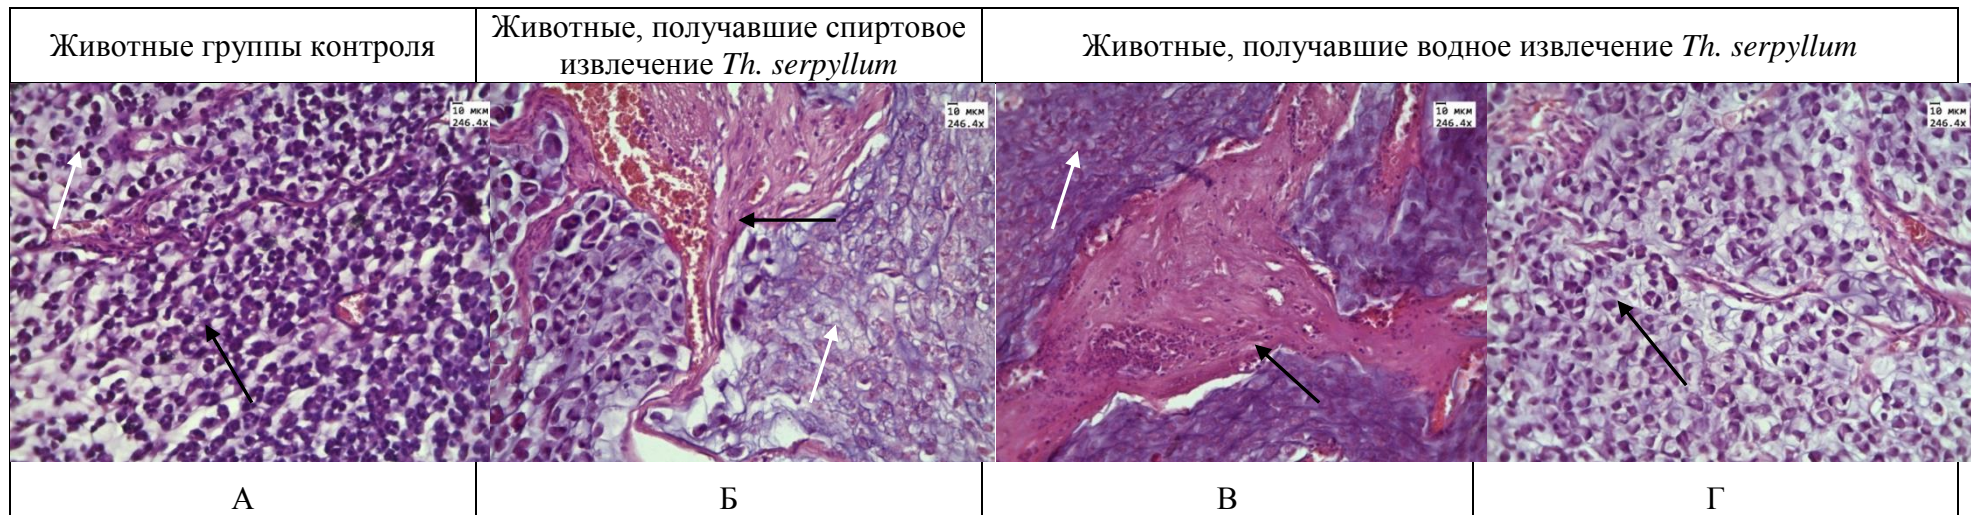 Животные группы контроля
Животные, получавшие спиртовое
извлечение Th. serpyllum
Животные, получавшие водное извлечение Th. serpyllum
10 мкм
246.4x
10 мкм
246.4x
10 мкм
246.4x
10 мкм
246.4x
А
Б
В
Г